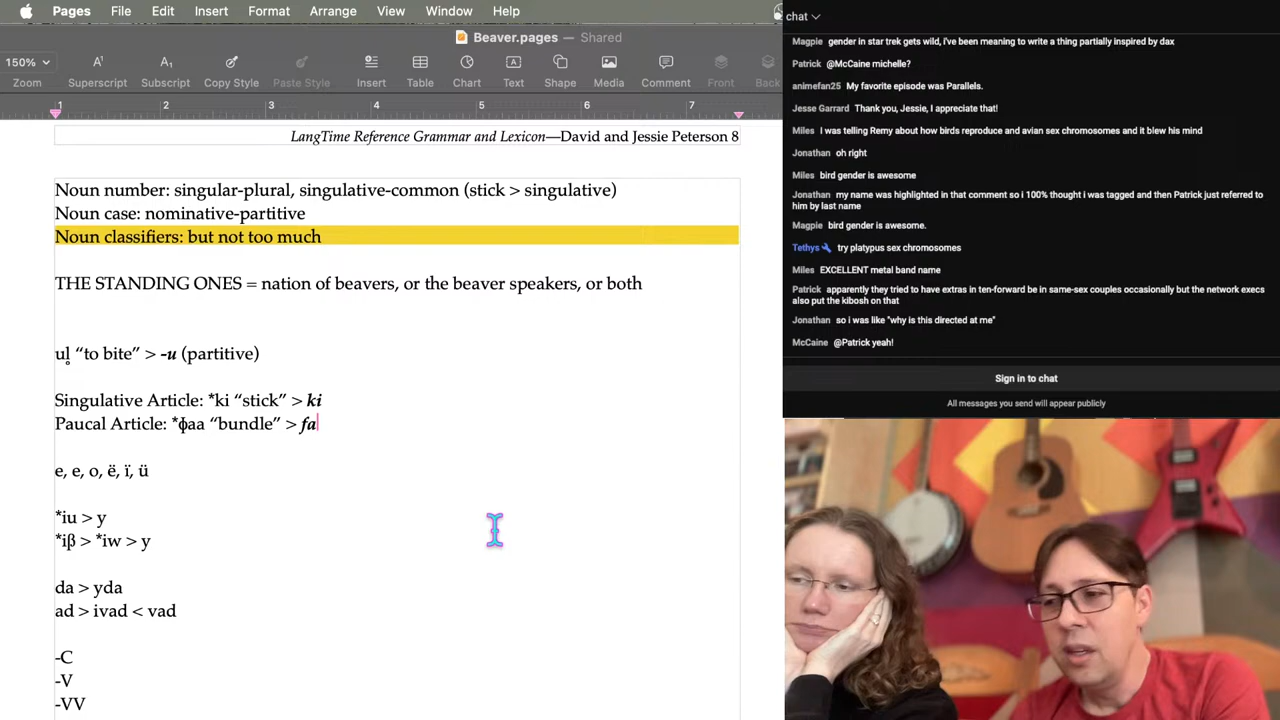 Pages File Edit Insert Format Arrange View Window Help
Beaver.pages — Shared
150%
Zoom Superscript Subscript Copy Style Paste Style Insert Table Chart Text Shape Media Comment Front Back
1 2 3 4 5 6 7
LangTime Reference Grammar and Lexicon—David and Jessie Peterson 8
Noun number: singular-plural, singulative-common (stick > singulative)
Noun case: nominative-partitive
Noun classifiers: but not too much
THE STANDING ONES = nation of beavers, or the beaver speakers, or both
ul̥ “to bite” > -u (partitive)
Singulative Article: *ki “stick” > ki
Paucal Article: *ɸaa “bundle” > fa
e, e, o, ë, ï, ü
*iu > y
*iβ > *iw > y
da > yda
ad > ivad < vad
-C
-V
-VV
chat
Magpie gender in star trek gets wild, i've been meaning to write a thing partially inspired by dax
Patrick @McCaine michelle?
animefan25 My favorite episode was Parallels.
Jesse Garrard Thank you, Jessie, I appreciate that!
Miles I was telling Remy about how birds reproduce and avian sex chromosomes and it blew his mind
Jonathan oh right
Miles bird gender is awesome
Jonathan my name was highlighted in that comment so i 100% thought i was tagged and then Patrick just referred to
him by last name
Magpie bird gender is awesome.
Tethys try platypus sex chromosomes
Miles EXCELLENT metal band name
Patrick apparently they tried to have extras in ten-forward be in same-sex couples occasionally but the network execs
also put the kibosh on that
Jonathan so i was like "why is this directed at me"
McCaine @Patrick yeah!
Sign in to chat
All messages you send will appear publicly